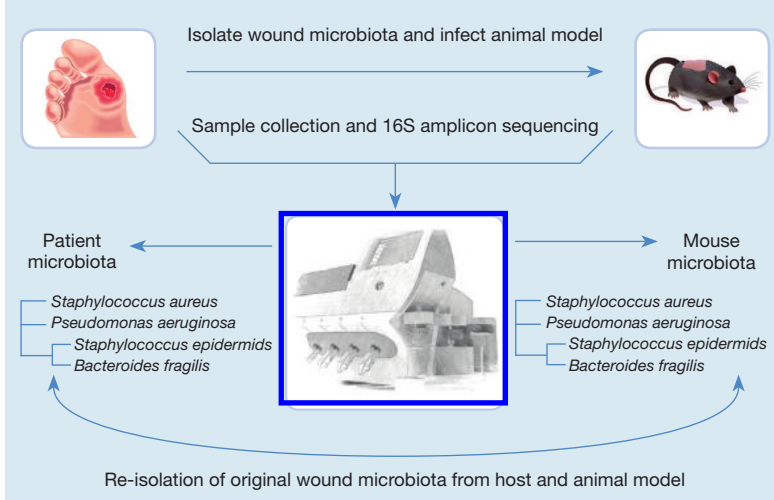 Isolate wound microbiota and infect animal model
Sample collection and 16S amplicon sequencing
Patient
microbiota
Staphylococcus aureus
Pseudomonas aeruginosa
Staphylococcus epidermids
Bacteroides fragilis
Mouse
microbiota
Staphylococcus aureus
Pseudomonas aeruginosa
Staphylococcus epidermids
Bacteroides fragilis
Re-isolation of original wound microbiota from host and animal model